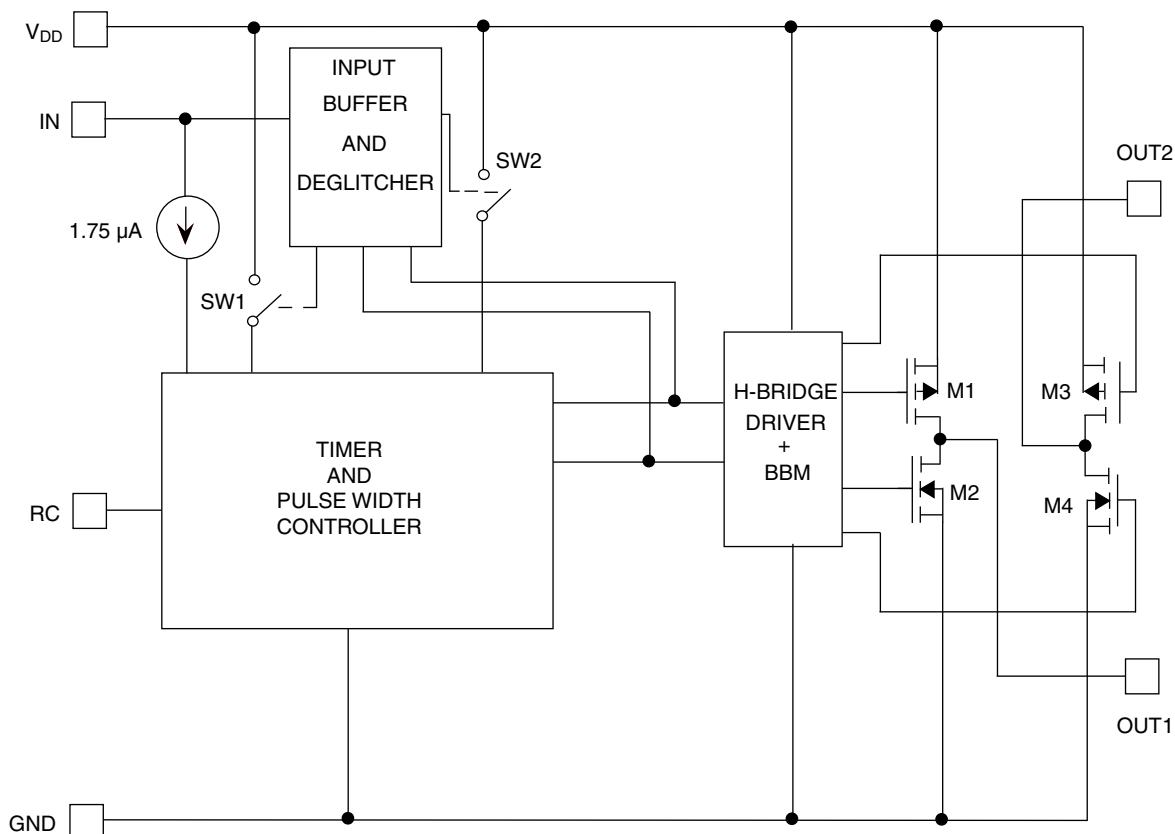 VDD
INPUT
BUFFER
AND
DEGLITCHER
IN
SW2
OUT2
1.75 µA
SW1
H-BRIDGE
DRIVER
+
BBM
M1
M3
TIMER
AND
PULSE WIDTH
CONTROLLER
M2
M4
RC
OUT1
GND